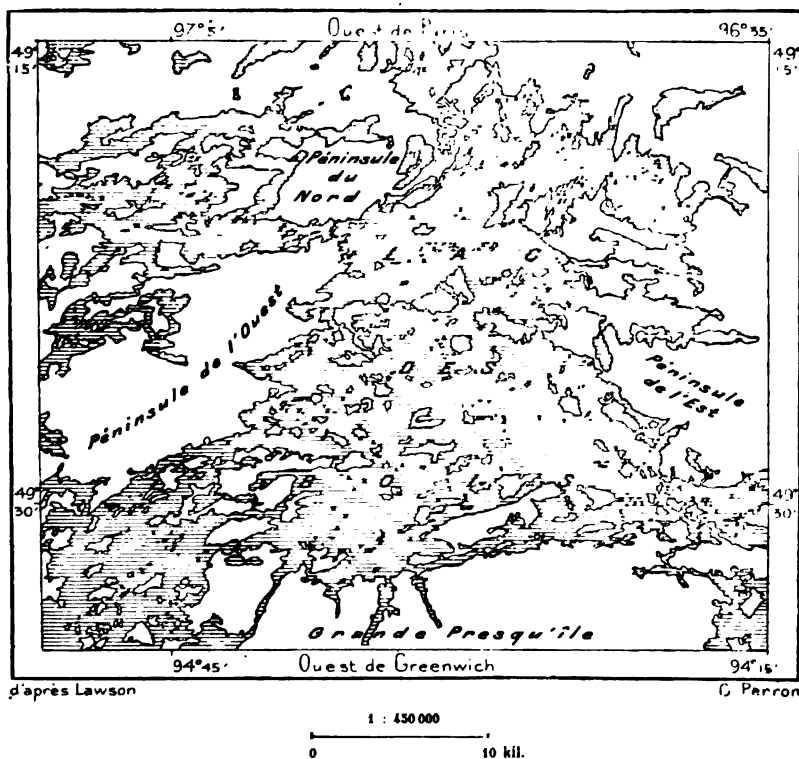 97°5' Ouest de Paris 96°35'
49° 49°
15' 15'
I C
Péninsule
du
Nord
L A C
A
Péninsule de l'Ouest
D E S
Péninsule
de l'Est
B O I S
49° 49°
30' 30'
Grande Presqu'île
94°45' Ouest de Greenwich 94°15'
d'après Lawson C Perron
1 : 450 000
0 10 kil.